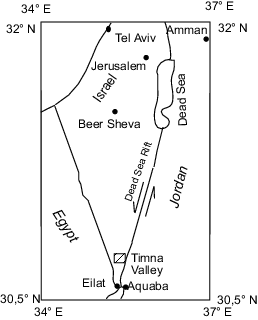 34° E
37° E
32° N
Amman
32° N
Tel Aviv
Jerusalem
Israel
Dead Sea
Beer Sheva
Dead Sea Rift
Jordan
Egypt
Timna
Valley
Eilat
Aquaba
30,5° N
30,5° N
34° E
37° E